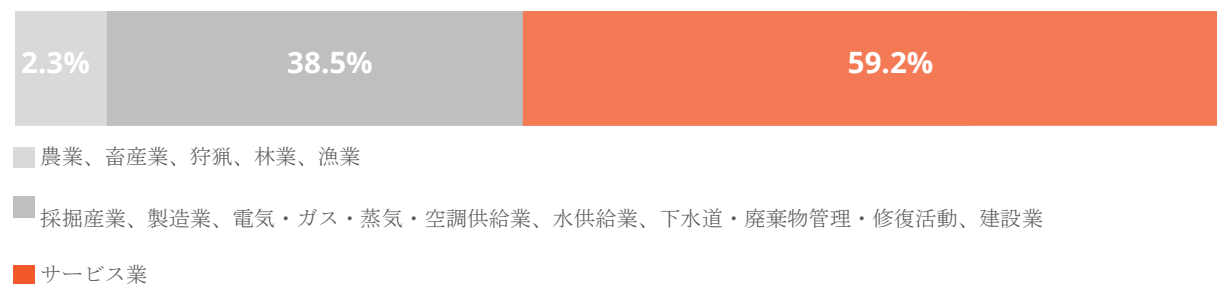 2.3% 38.5% 59.2%
農業、畜産業、狩猟、林業、漁業
採掘産業、製造業、電気・ガス・蒸気・空調供給業、水供給業、下水道・廃棄物管理・修復活動、建設業
サービス業